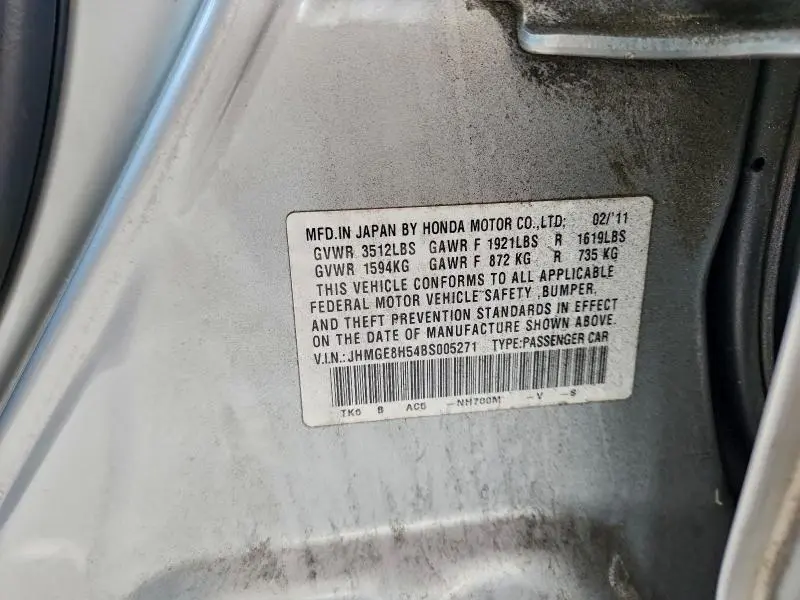 MFD.IN JAPAN BY HONDA MOTOR CO.,LTD: 02/'11
GVWR 3512LBS GAWR F 1921LBS R 1619LBS
GVWR 1594KG GAWR F 872 KG R 735 KG
THIS VEHICLE CONFORMS TO ALL APPLICABLE
FEDERAL MOTOR VEHICLE SAFETY ,BUMPER,
AND THEFT PREVENTION STANDARDS IN EFFECT
ON THE DATE OF MANUFACTURE SHOWN ABOVE.
V.I.N.:JHMGE8H54BS005271 TYPE:PASSENGER CAR
TK6 B AC5 -NH700M -V -S